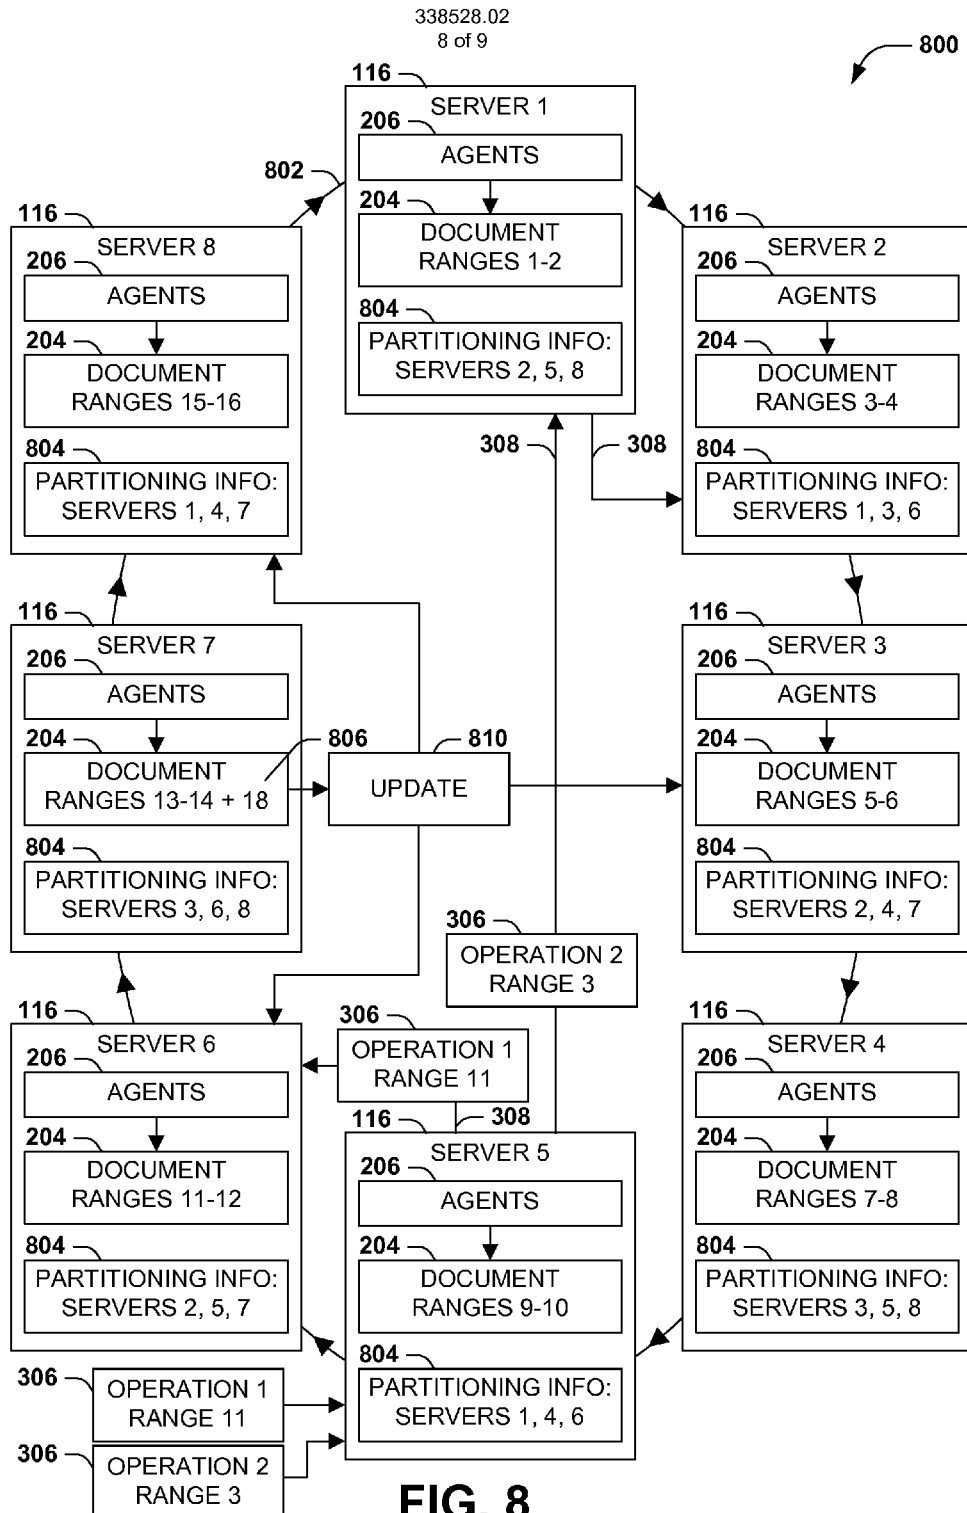 338528.02
8 of 9
800
116
SERVER 1
206
AGENTS
204
DOCUMENT
RANGES 1-2
804
PARTITIONING INFO:
SERVERS 2, 5, 8
802
116
SERVER 8
206
AGENTS
204
DOCUMENT
RANGES 15-16
804
PARTITIONING INFO:
SERVERS 1, 4, 7
116
SERVER 2
206
AGENTS
204
DOCUMENT
RANGES 3-4
804
PARTITIONING INFO:
SERVERS 1, 3, 6
308
308
116
SERVER 7
206
AGENTS
204
806
DOCUMENT
RANGES 13-14 + 18
804
PARTITIONING INFO:
SERVERS 3, 6, 8
810
UPDATE
116
SERVER 3
206
AGENTS
204
DOCUMENT
RANGES 5-6
804
PARTITIONING INFO:
SERVERS 2, 4, 7
306
OPERATION 2
RANGE 3
306
OPERATION 1
RANGE 11
308
116
SERVER 6
206
AGENTS
204
DOCUMENT
RANGES 11-12
804
PARTITIONING INFO:
SERVERS 2, 5, 7
116
SERVER 5
206
AGENTS
204
DOCUMENT
RANGES 9-10
804
PARTITIONING INFO:
SERVERS 1, 4, 6
116
SERVER 4
206
AGENTS
204
DOCUMENT
RANGES 7-8
804
PARTITIONING INFO:
SERVERS 3, 5, 8
306
OPERATION 1
RANGE 11
306
OPERATION 2
RANGE 3
FIG. 8